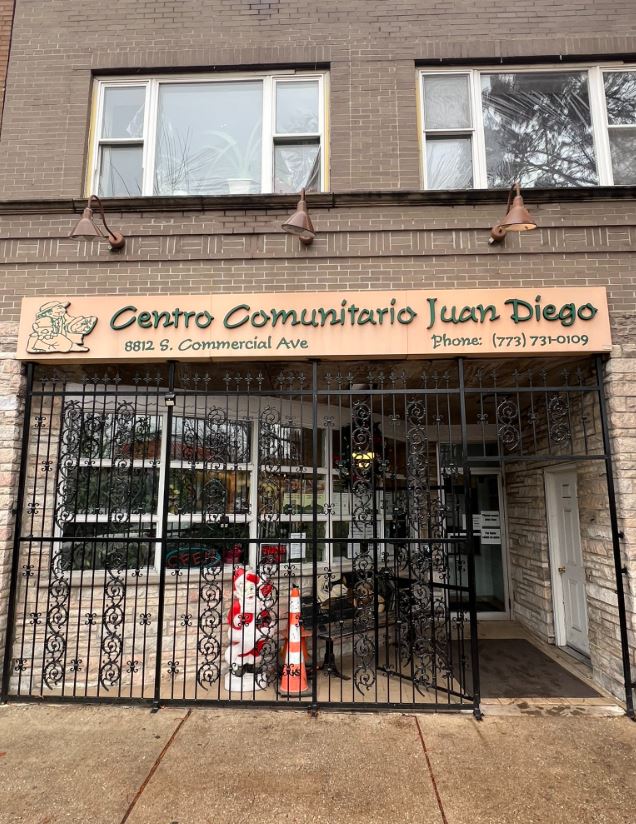 Centro Comunitario Juan Diego
8812 S. Commercial Ave Phone: (773) 731-0109